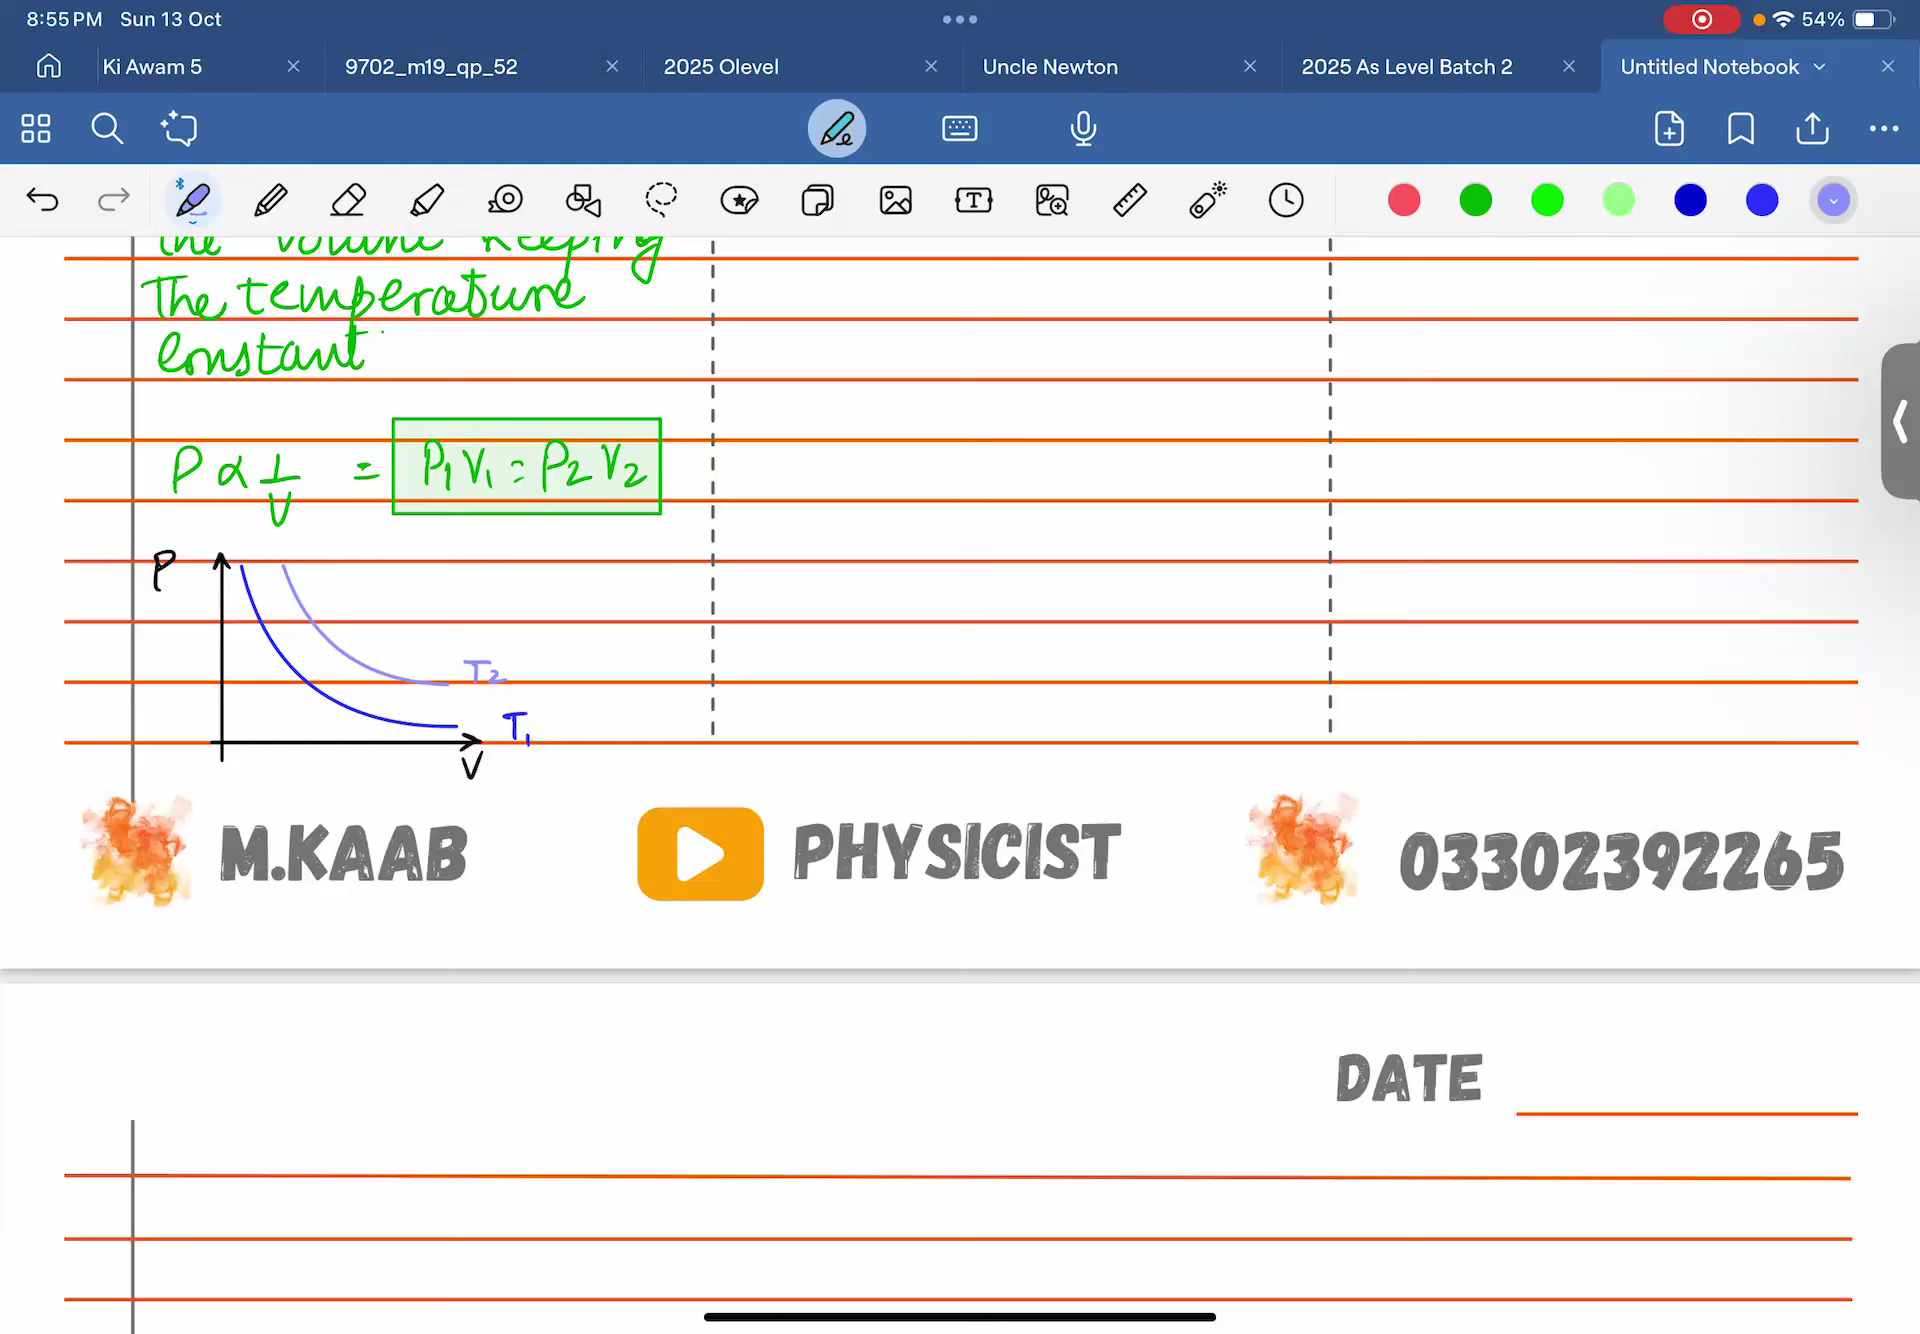 8:55 PM Sun 13 Oct
54%
Ki Awam 5
9702_m19_qp_52
2025 Olevel
Uncle Newton
2025 As Level Batch 2
Untitled Notebook
the volume keeping
The temperature
constant
P ∝ 1/V = P₁V₁ = P₂V₂
P
T₂
T₁
V
M.KAAB
PHYSICIST
03302392265
DATE